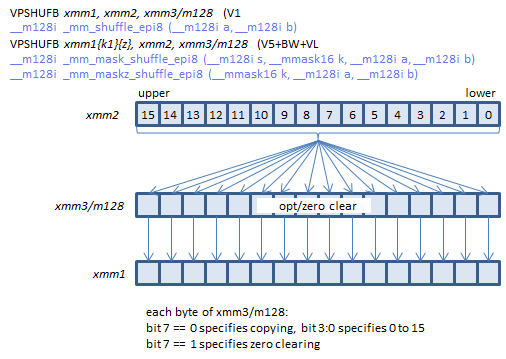 VPSHUFB xmm1, xmm2, xmm3/m128 (V1
__m128i _mm_shuffle_epi8 (__m128i a, __m128i b)
VPSHUFB xmm1{k1}{z}, xmm2, xmm3/m128 (V5+BW+VL
__m128i _mm_mask_shuffle_epi8 (__m128i s, __mmask16 k, __m128i a, __m128i b)
__m128i _mm_maskz_shuffle_epi8 (__mmask16 k, __m128i a, __m128i b)
upper lower
xmm2 15 14 13 12 11 10 9 8 7 6 5 4 3 2 1 0
xmm3/m128 opt/zero clear
xmm1
each byte of xmm3/m128:
bit 7 == 0 specifies copying, bit 3:0 specifies 0 to 15
bit 7 == 1 specifies zero clearing